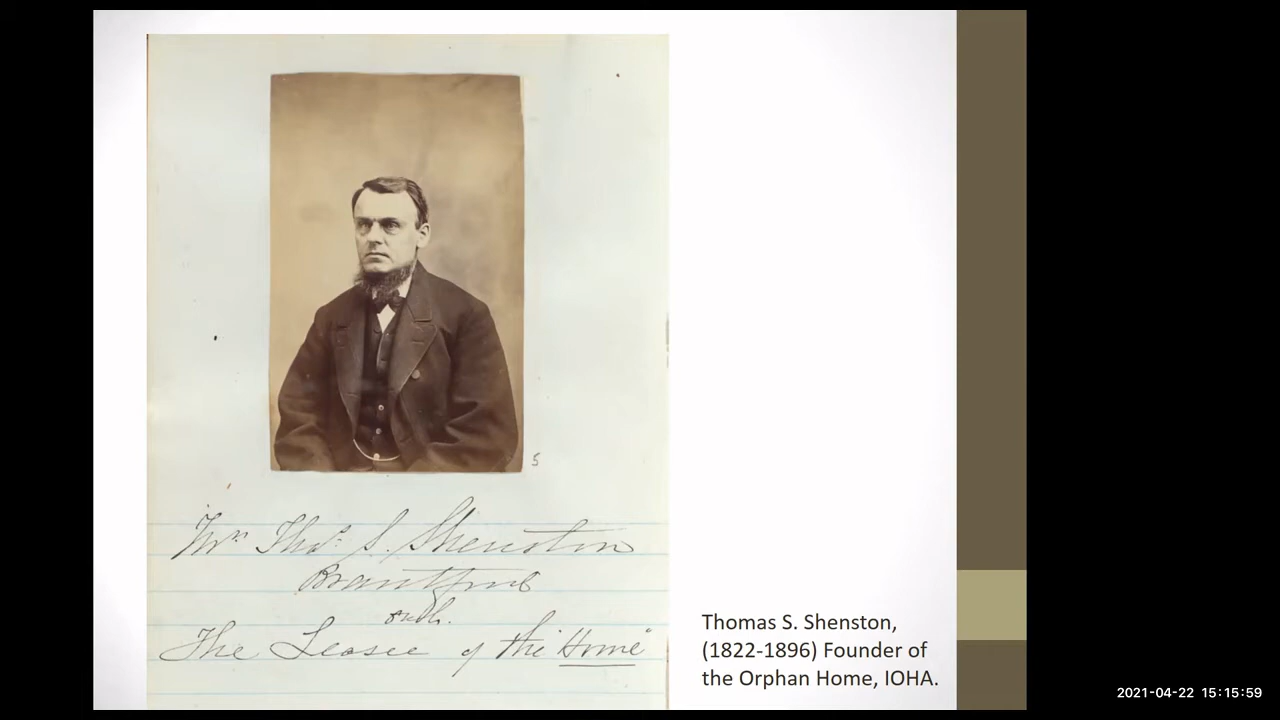 5
Mr Thos. S. Shenston
Brantford
The Leasee of the "Home"
Thomas S. Shenston,
(1822-1896) Founder of
the Orphan Home, IOHA.
2021-04-22 15:15:59